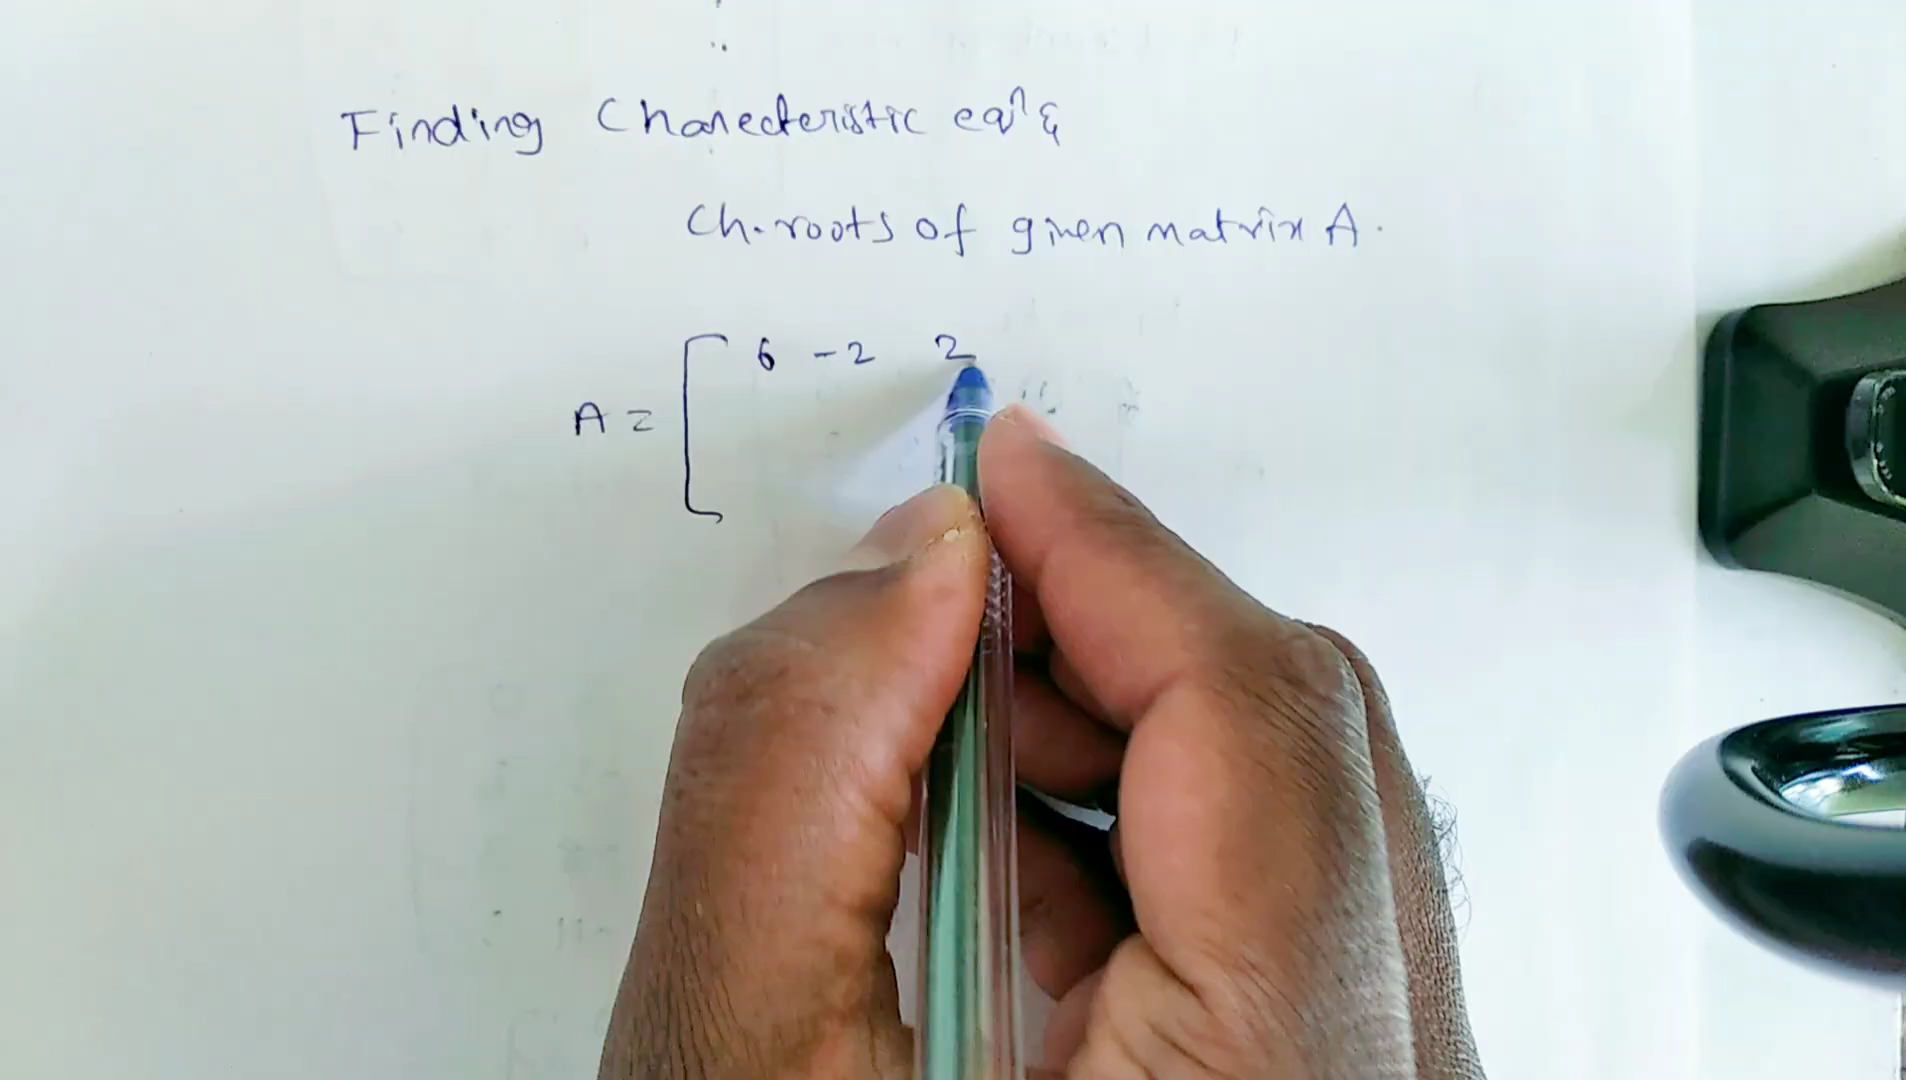 Finding Charecteristic eqn &
Ch. roots of given matrix A.
6 -2 2
A =